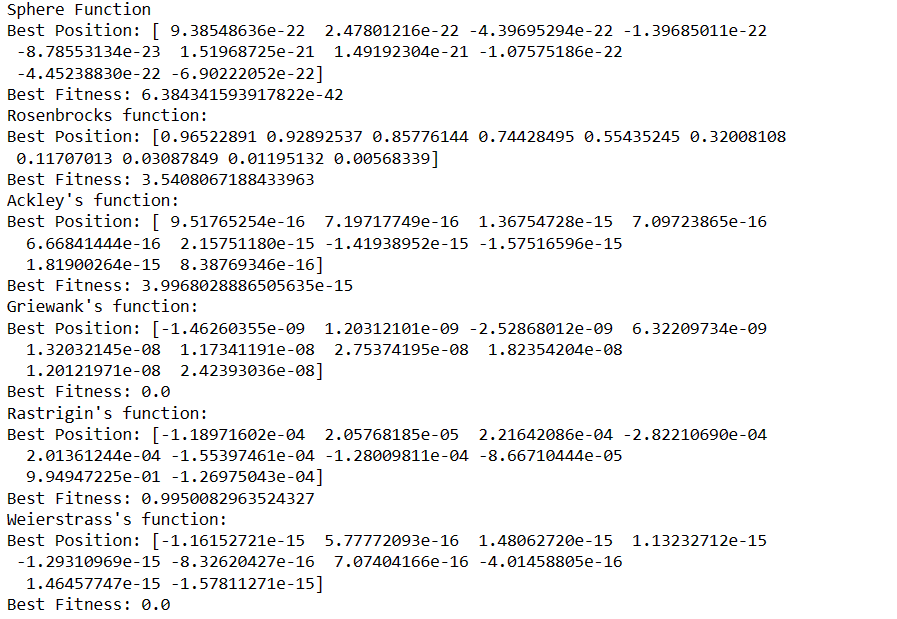 Sphere Function
Best Position: [ 9.38548636e-22  2.47801216e-22 -4.39695294e-22 -1.39685011e-22
 -8.78553134e-23  1.51968725e-21  1.49192304e-21 -1.07575186e-22
 -4.45238830e-22 -6.90222052e-22]
Best Fitness: 6.384341593917822e-42
Rosenbrocks function:
Best Position: [0.96522891 0.92892537 0.85776144 0.74428495 0.55435245 0.32008108
 0.11707013 0.03087849 0.01195132 0.00568339]
Best Fitness: 3.5408067188433963
Ackley's function:
Best Position: [ 9.51765254e-16  7.19717749e-16  1.36754728e-15  7.09723865e-16
  6.66841444e-16  2.15751180e-15 -1.41938952e-15 -1.57516596e-15
  1.81900264e-15  8.38769346e-16]
Best Fitness: 3.9968028886505635e-15
Griewank's function:
Best Position: [-1.46260355e-09  1.20312101e-09 -2.52868012e-09  6.32209734e-09
  1.32032145e-08  1.17341191e-08  2.75374195e-08  1.82354204e-08
  1.20121971e-08  2.42393036e-08]
Best Fitness: 0.0
Rastrigin's function:
Best Position: [-1.18971602e-04  2.05768185e-05  2.21642086e-04 -2.82210690e-04
  2.01361244e-04 -1.55397461e-04 -1.28009811e-04 -8.66710444e-05
  9.94947225e-01 -1.26975043e-04]
Best Fitness: 0.9950082963524327
Weierstrass's function:
Best Position: [-1.16152721e-15  5.77772093e-16  1.48062720e-15  1.13232712e-15
 -1.29310969e-15 -8.32620427e-16  7.07404166e-16 -4.01458805e-16
  1.46457747e-15 -1.57811271e-15]
Best Fitness: 0.0